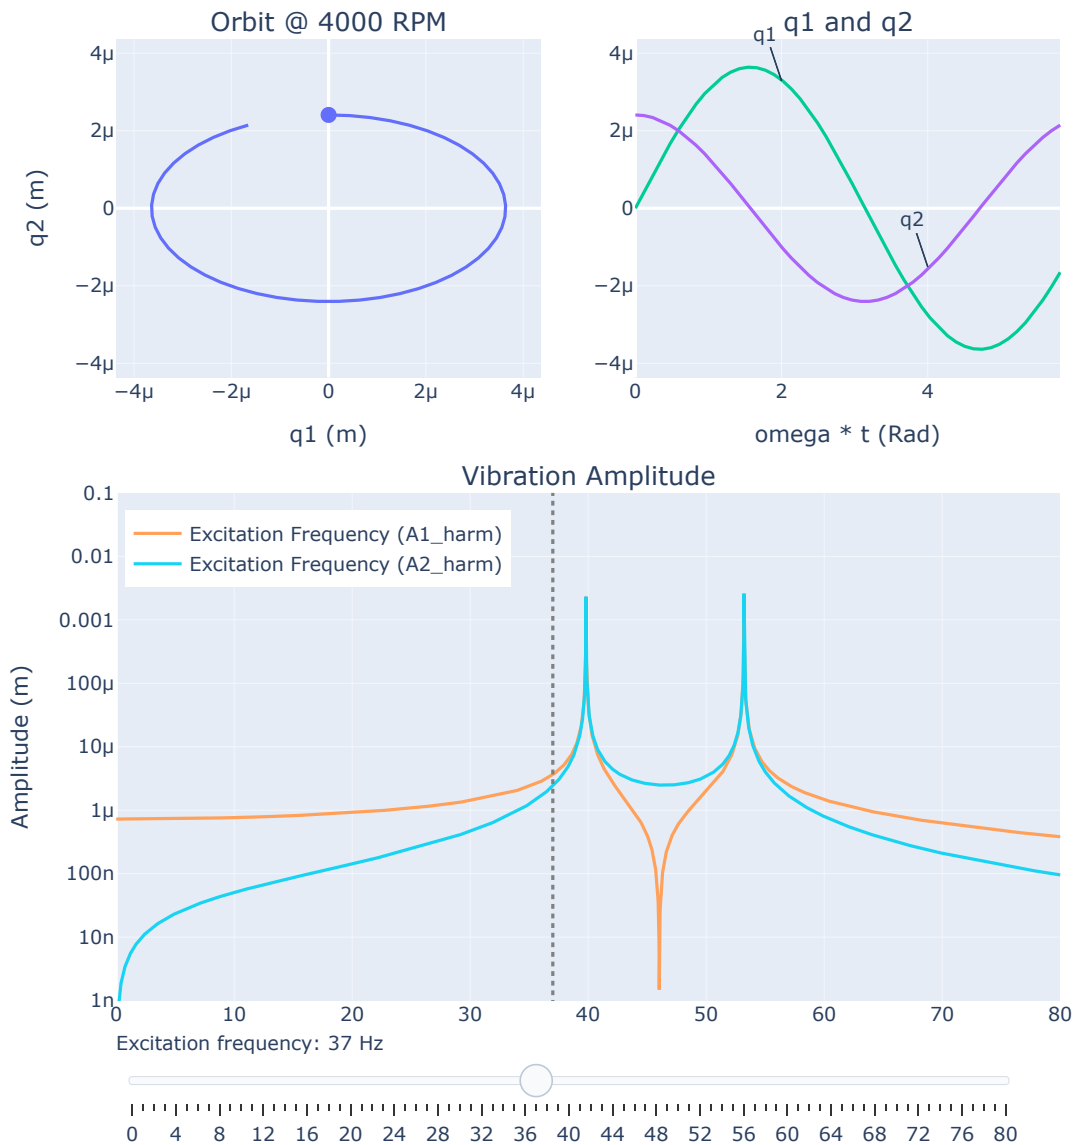 Orbit @ 4000 RPM
4μ
2μ
0
−2μ
−4μ
q2 (m)
−4μ −2μ 0 2μ 4μ
q1 (m)
q1 and q2
q1
q2
4μ
2μ
0
−2μ
−4μ
0 2 4
omega * t (Rad)
Vibration Amplitude
Excitation Frequency (A1_harm)
Excitation Frequency (A2_harm)
0.1
0.01
0.001
100μ
10μ
1μ
100n
10n
1n
Amplitude (m)
0 10 20 30 40 50 60 70 80
Excitation frequency: 37 Hz
0 4 8 12 16 20 24 28 32 36 40 44 48 52 56 60 64 68 72 76 80